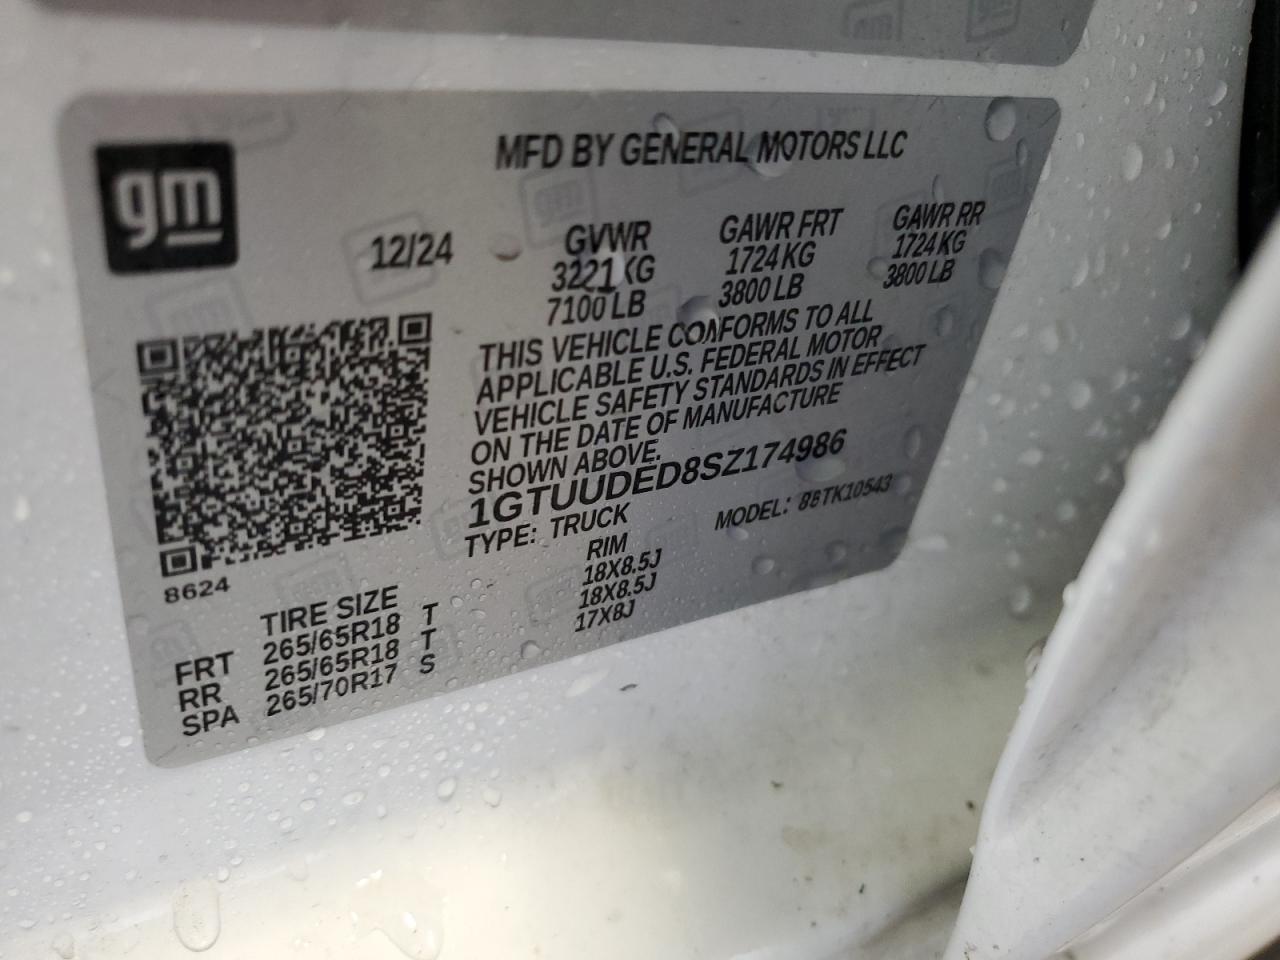 gm
MFD BY GENERAL MOTORS LLC
12/24 GVWR GAWR FRT GAWR RR
3221 KG 1724 KG 1724 KG
7100 LB 3800 LB 3800 LB
THIS VEHICLE CONFORMS TO ALL
APPLICABLE U.S. FEDERAL MOTOR
VEHICLE SAFETY STANDARDS IN EFFECT
ON THE DATE OF MANUFACTURE
SHOWN ABOVE.
1GTUUDED8SZ174986
TYPE: TRUCK MODEL: 88TK10543
8624
TIRE SIZE RIM
FRT 265/65R18 T 18X8.5J
RR 265/65R18 T 18X8.5J
SPA 265/70R17 S 17X8J